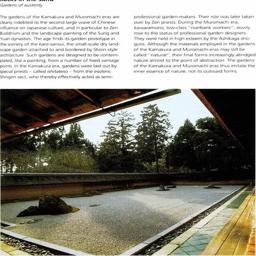 Gardens of austerity
The gardens of the Kamakura and Muromachi eras are
clearly indebted to the second large wave of Chinese
influence on Japanese culture, and in particular to Zen
Buddhism and the landscape painting of the Sung and
Yuan dynasties. The age finds its garden prototype in
the scenery of the kare-sansui, the small-scale dry land-
scape garden attached to and bordered by Shoin-style
architecture. Such gardens are designed to be contem-
plated, like a painting, from a number of fixed vantage
points. In the Kamakura era, gardens were laid out by
special priests – called ishitateso – from the esoteric
Shingon sect, who thereby effectively acted as semi-
professional garden-makers. Their role was later taken
over by Zen priests. During the Muromachi era,
kawaramono, low-class "riverbank workers", slowly
rose to the status of professional garden designers.
They were held in high esteem by the Ashikaga sho-
guns. Although the materials employed in the gardens
of the Kamakura and Muromachi eras may still be
called "nature", their final forms increasingly abridged
nature almost to the point of abstraction. The gardens
of the Kamakura and Muromachi eras thus imitate the
inner essence of nature, not its outward forms.